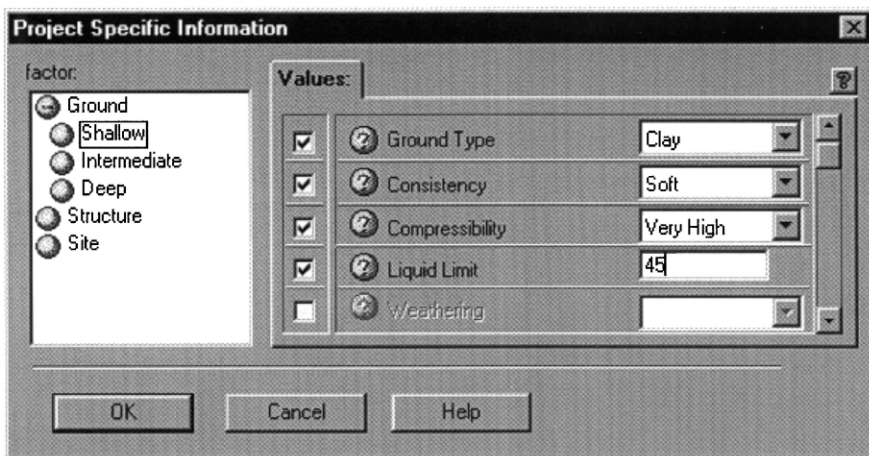 Project Specific Information
factor:
Ground
Shallow
Intermediate
Deep
Structure
Site
Values:
Ground Type Clay
Consistency Soft
Compressibility Very High
Liquid Limit 45
Weathering
OK Cancel Help